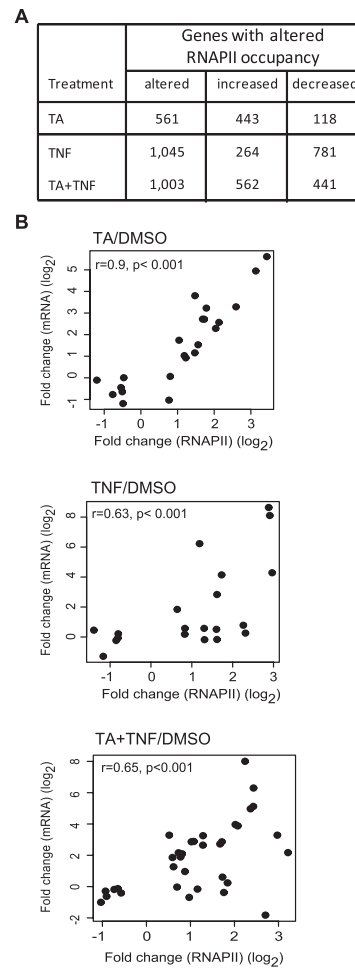 A
Genes with altered
RNAPII occupancy
Treatment altered increased decreased
TA 561 443 118
TNF 1,045 264 781
TA+TNF 1,003 562 441
B
TA/DMSO
r=0.9, p< 0.001
Fold change (mRNA) (log2)
5
4
3
2
1
0
-1
-1 0 1 2 3
Fold change (RNAPII) (log2)
TNF/DMSO
r=0.63, p< 0.001
Fold change (mRNA) (log2)
8
6
4
2
0
-1 0 1 2 3
Fold change (RNAPII) (log2)
TA+TNF/DMSO
r=0.65, p<0.001
Fold change (mRNA) (log2)
8
6
4
2
0
-2
-1 0 1 2 3
Fold change (RNAPII) (log2)